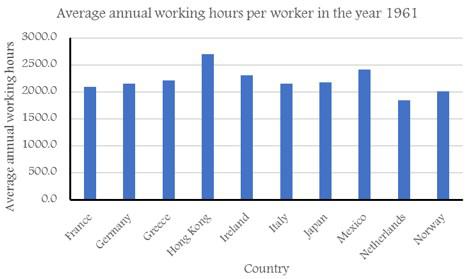 Average annual working hours per worker in the year 1961
Average annual working hours
3000.0
2500.0
2000.0
1500.0
1000.0
500.0
0.0
France
Germany
Greece
Hong Kong
Ireland
Italy
Japan
Mexico
Netherlands
Norway
Country